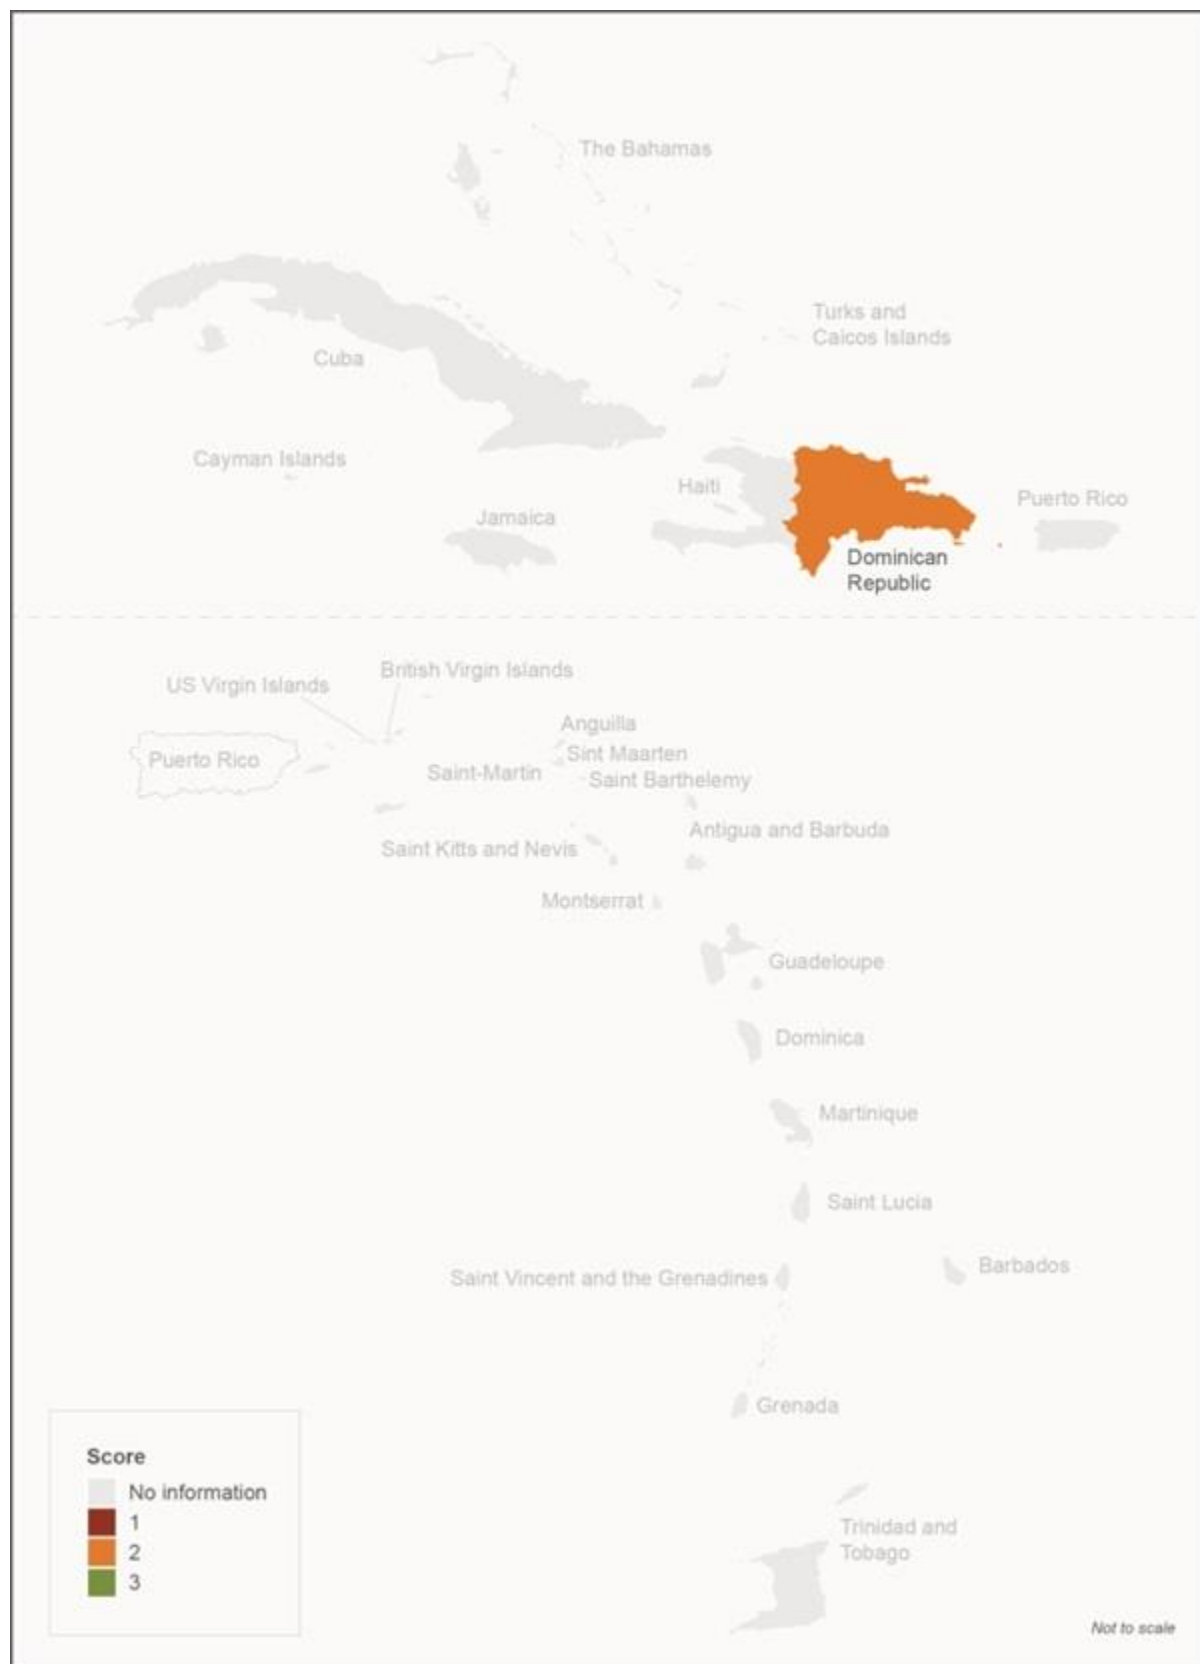 The Bahamas
Turks and
Caicos Islands
Cuba
Cayman Islands
Haiti
Puerto Rico
Jamaica
Dominican
Republic
British Virgin Islands
US Virgin Islands
Anguilla
Puerto Rico
Sint Maarten
Saint-Martin
Saint Barthelemy
Antigua and Barbuda
Saint Kitts and Nevis
Montserrat
Guadeloupe
Dominica
Martinique
Saint Lucia
Barbados
Saint Vincent and the Grenadines
Grenada
Score
No information
1
2
3
Trinidad and
Tobago
Not to scale